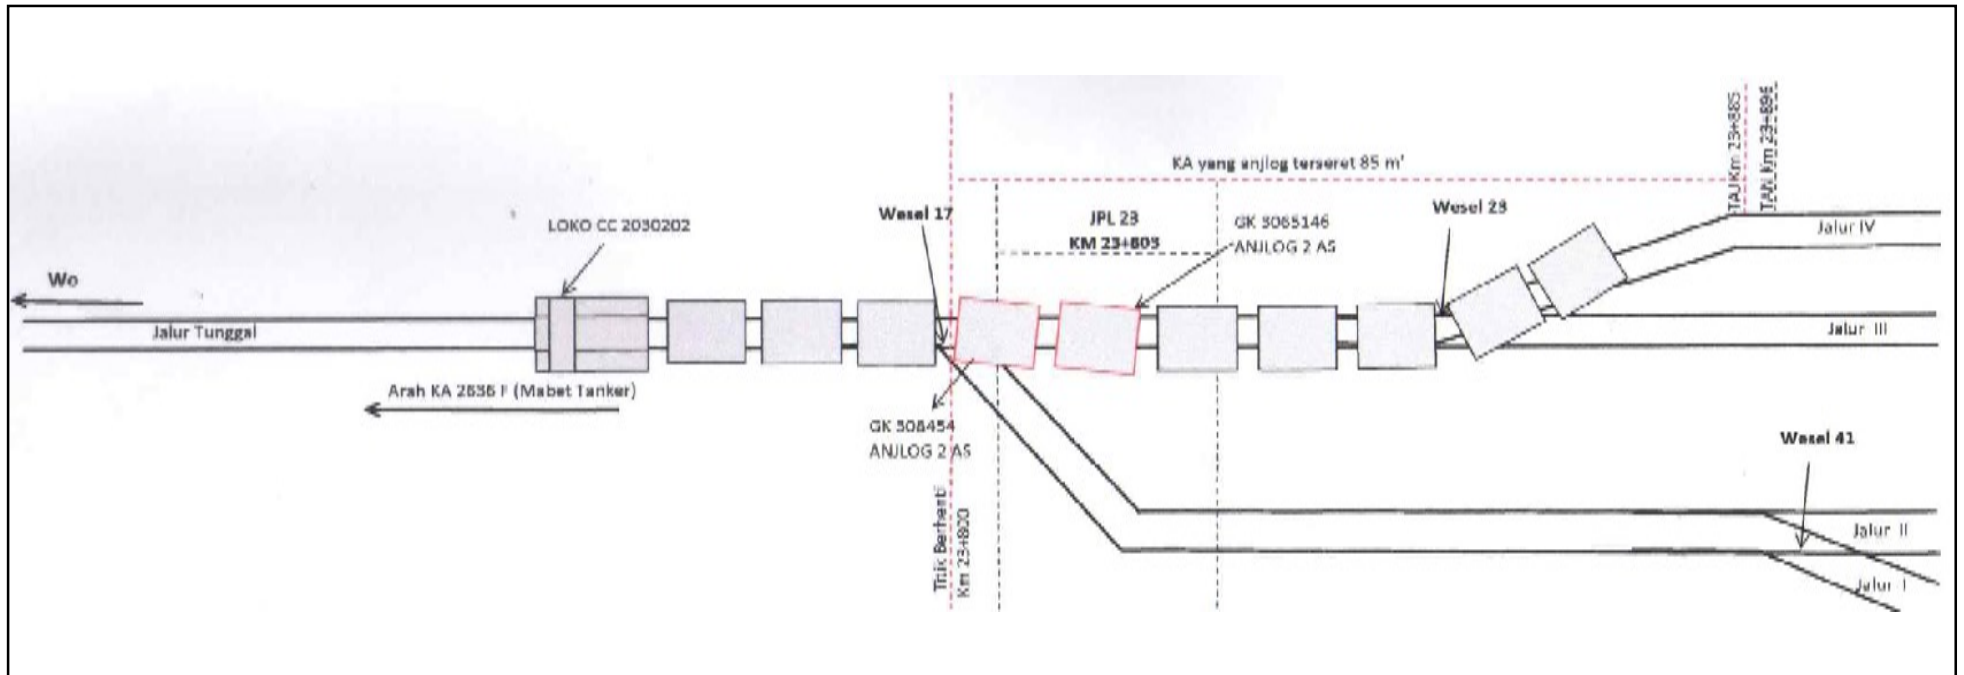 TAJ Km 23+885
TAN Km 23+896
KA yang anjlog terseret 85 m'
Wesel 17
JPL 23
KM 23+803
GK 3065146
ANJLOG 2 AS
Wesel 23
LOKO CC 2030202
Jalur IV
Wo
Jalur Tunggal
Jalur III
Arah KA 2636 F (Mabet Tanker)
GK 308454
ANJLOG 2 AS
Wesel 41
Titik Berhenti
Km 23+800
Jalur II
Jalur I